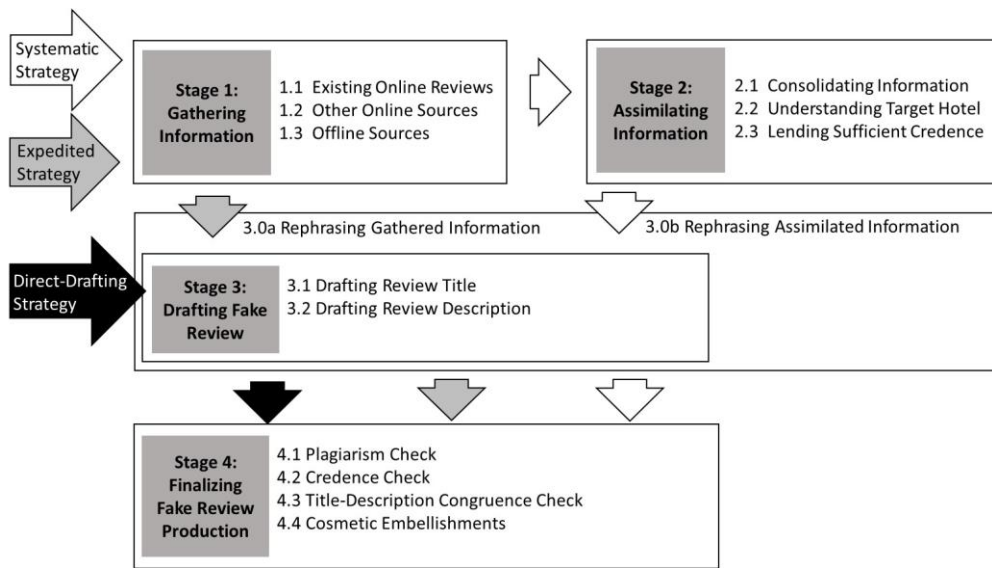 Systematic
Strategy
Expedited
Strategy
Stage 1:
Gathering
Information
1.1 Existing Online Reviews
1.2 Other Online Sources
1.3 Offline Sources
Stage 2:
Assimilating
Information
2.1 Consolidating Information
2.2 Understanding Target Hotel
2.3 Lending Sufficient Credence
3.0a Rephrasing Gathered Information
3.0b Rephrasing Assimilated Information
Direct-Drafting
Strategy
Stage 3:
Drafting Fake
Review
3.1 Drafting Review Title
3.2 Drafting Review Description
Stage 4:
Finalizing
Fake Review
Production
4.1 Plagiarism Check
4.2 Credence Check
4.3 Title-Description Congruence Check
4.4 Cosmetic Embellishments